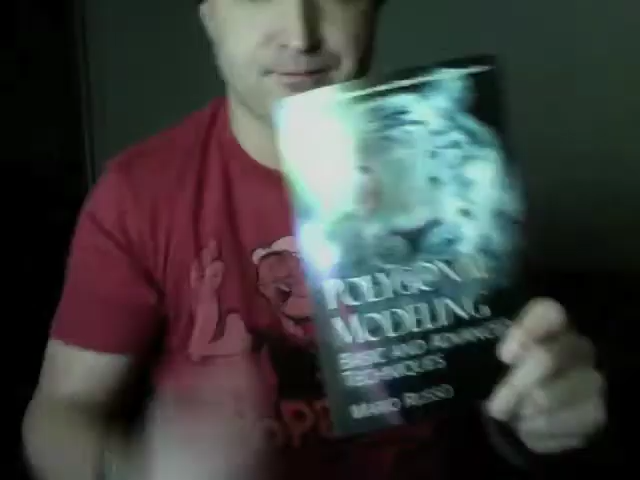 POLYGONAL
MODELING
BASIC AND ADVANCED
TECHNIQUES
MARIO RUSSO